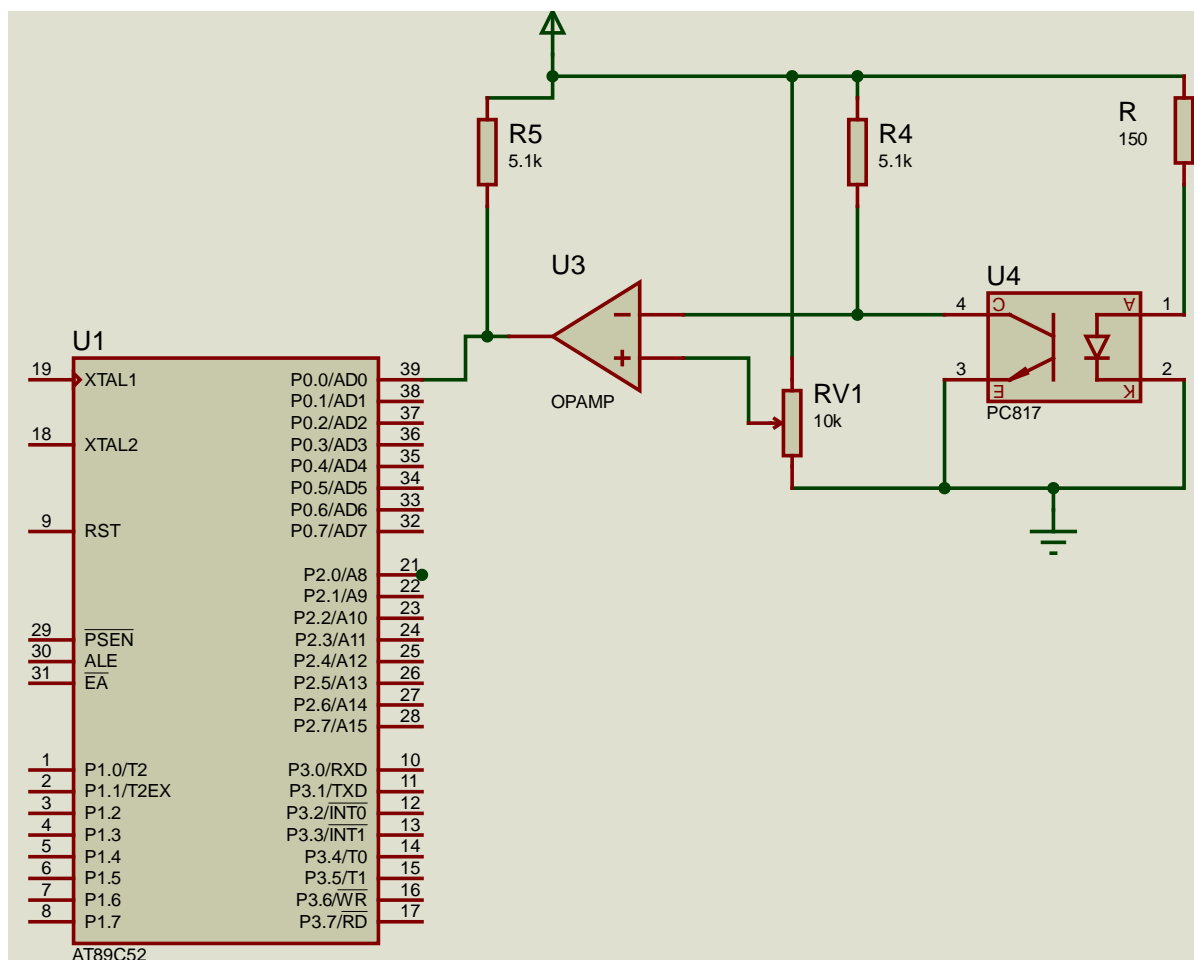 R5
5.1k
R4
5.1k
R
150
U3
OPAMP
RV1
10k
U4
4 C A 1
3 E K 2
PC817
U1
19 XTAL1 P0.0/AD0 39
P0.1/AD1 38
P0.2/AD2 37
18 XTAL2 P0.3/AD3 36
P0.4/AD4 35
P0.5/AD5 34
P0.6/AD6 33
9 RST P0.7/AD7 32
P2.0/A8 21
P2.1/A9 22
P2.2/A10 23
29 PSEN P2.3/A11 24
30 ALE P2.4/A12 25
31 EA P2.5/A13 26
P2.6/A14 27
P2.7/A15 28
1 P1.0/T2 P3.0/RXD 10
2 P1.1/T2EX P3.1/TXD 11
3 P1.2 P3.2/INT0 12
4 P1.3 P3.3/INT1 13
5 P1.4 P3.4/T0 14
6 P1.5 P3.5/T1 15
7 P1.6 P3.6/WR 16
8 P1.7 P3.7/RD 17
AT89C52